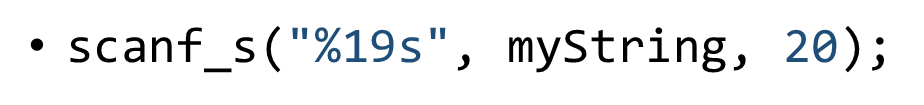 • scanf_s("%19s", myString, 20);